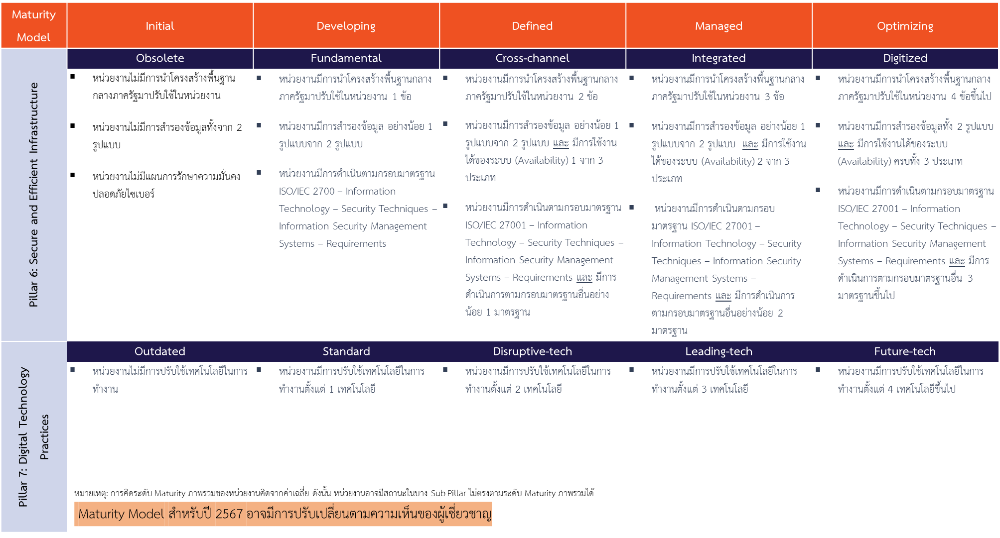 Maturity
Model
Initial
Developing
Defined
Managed
Optimizing
Pillar 6: Secure and Efficient Infrastructure
Obsolete
Fundamental
Cross-channel
Integrated
Digitized
▪ หน่วยงานไม่มีการนำโครงสร้างพื้นฐาน
กลางภาครัฐมาปรับใช้ในหน่วยงาน
▪ หน่วยงานไม่มีการสำรองข้อมูลทั้งจาก 2
รูปแบบ
▪ หน่วยงานไม่มีแผนการรักษาความมั่นคง
ปลอดภัยไซเบอร์
▪ หน่วยงานมีการนำโครงสร้างพื้นฐานกลาง
ภาครัฐมาปรับใช้ในหน่วยงาน 1 ข้อ
▪ หน่วยงานมีการสำรองข้อมูล อย่างน้อย 1
รูปแบบจาก 2 รูปแบบ
▪ หน่วยงานมีการดำเนินตามกรอบมาตรฐาน
ISO/IEC 2700 – Information
Technology – Security Techniques –
Information Security Management
Systems – Requirements
▪ หน่วยงานมีการนำโครงสร้างพื้นฐานกลาง
ภาครัฐมาปรับใช้ในหน่วยงาน 2 ข้อ
▪ หน่วยงานมีการสำรองข้อมูล อย่างน้อย 1
รูปแบบจาก 2 รูปแบบ และ มีการใช้งาน
ได้ของระบบ (Availability) 1 จาก 3
ประเภท
▪ หน่วยงานมีการดำเนินตามกรอบมาตรฐาน
ISO/IEC 27001 – Information
Technology – Security Techniques –
Information Security Management
Systems – Requirements และ มีการ
ดำเนินการตามกรอบมาตรฐานอื่นอย่าง
น้อย 1 มาตรฐาน
▪ หน่วยงานมีการนำโครงสร้างพื้นฐานกลาง
ภาครัฐมาปรับใช้ในหน่วยงาน 3 ข้อ
▪ หน่วยงานมีการสำรองข้อมูล อย่างน้อย 1
รูปแบบจาก 2 รูปแบบ และ มีการใช้งาน
ได้ของระบบ (Availability) 2 จาก 3
ประเภท
▪ หน่วยงานมีการดำเนินตามกรอบ
มาตรฐาน ISO/IEC 27001 –
Information Technology – Security
Techniques – Information Security
Management Systems –
Requirements และ มีการดำเนินการ
ตามกรอบมาตรฐานอื่นอย่างน้อย 2
มาตรฐาน
▪ หน่วยงานมีการนำโครงสร้างพื้นฐานกลาง
ภาครัฐมาปรับใช้ในหน่วยงาน 4 ข้อขึ้นไป
▪ หน่วยงานมีการสำรองข้อมูลทั้ง 2 รูปแบบ
และ มีการใช้งานได้ของระบบ
(Availability) ครบทั้ง 3 ประเภท
▪ หน่วยงานมีการดำเนินตามกรอบมาตรฐาน
ISO/IEC 27001 – Information
Technology – Security Techniques –
Information Security Management
Systems – Requirements และ มีการ
ดำเนินการตามกรอบมาตรฐานอื่น 3
มาตรฐานขึ้นไป
Pillar 7: Digital Technology
Practices
Outdated
Standard
Disruptive-tech
Leading-tech
Future-tech
▪ หน่วยงานไม่มีการปรับใช้เทคโนโลยีในการ
ทำงาน
▪ หน่วยงานมีการปรับใช้เทคโนโลยีในการ
ทำงานตั้งแต่ 1 เทคโนโลยี
▪ หน่วยงานมีการปรับใช้เทคโนโลยีในการ
ทำงานตั้งแต่ 2 เทคโนโลยี
▪ หน่วยงานมีการปรับใช้เทคโนโลยีในการ
ทำงานตั้งแต่ 3 เทคโนโลยี
▪ หน่วยงานมีการปรับใช้เทคโนโลยีในการ
ทำงานตั้งแต่ 4 เทคโนโลยีขึ้นไป
หมายเหตุ: การคิดระดับ Maturity ภาพรวมของหน่วยงานคิดจากค่าเฉลี่ย ดังนั้น หน่วยงานอาจมีสถานะในบาง Sub Pillar ไม่ตรงตามระดับ Maturity ภาพรวมได้
Maturity Model สำหรับปี 2567 อาจมีการปรับเปลี่ยนตามความเห็นของผู้เชี่ยวชาญ